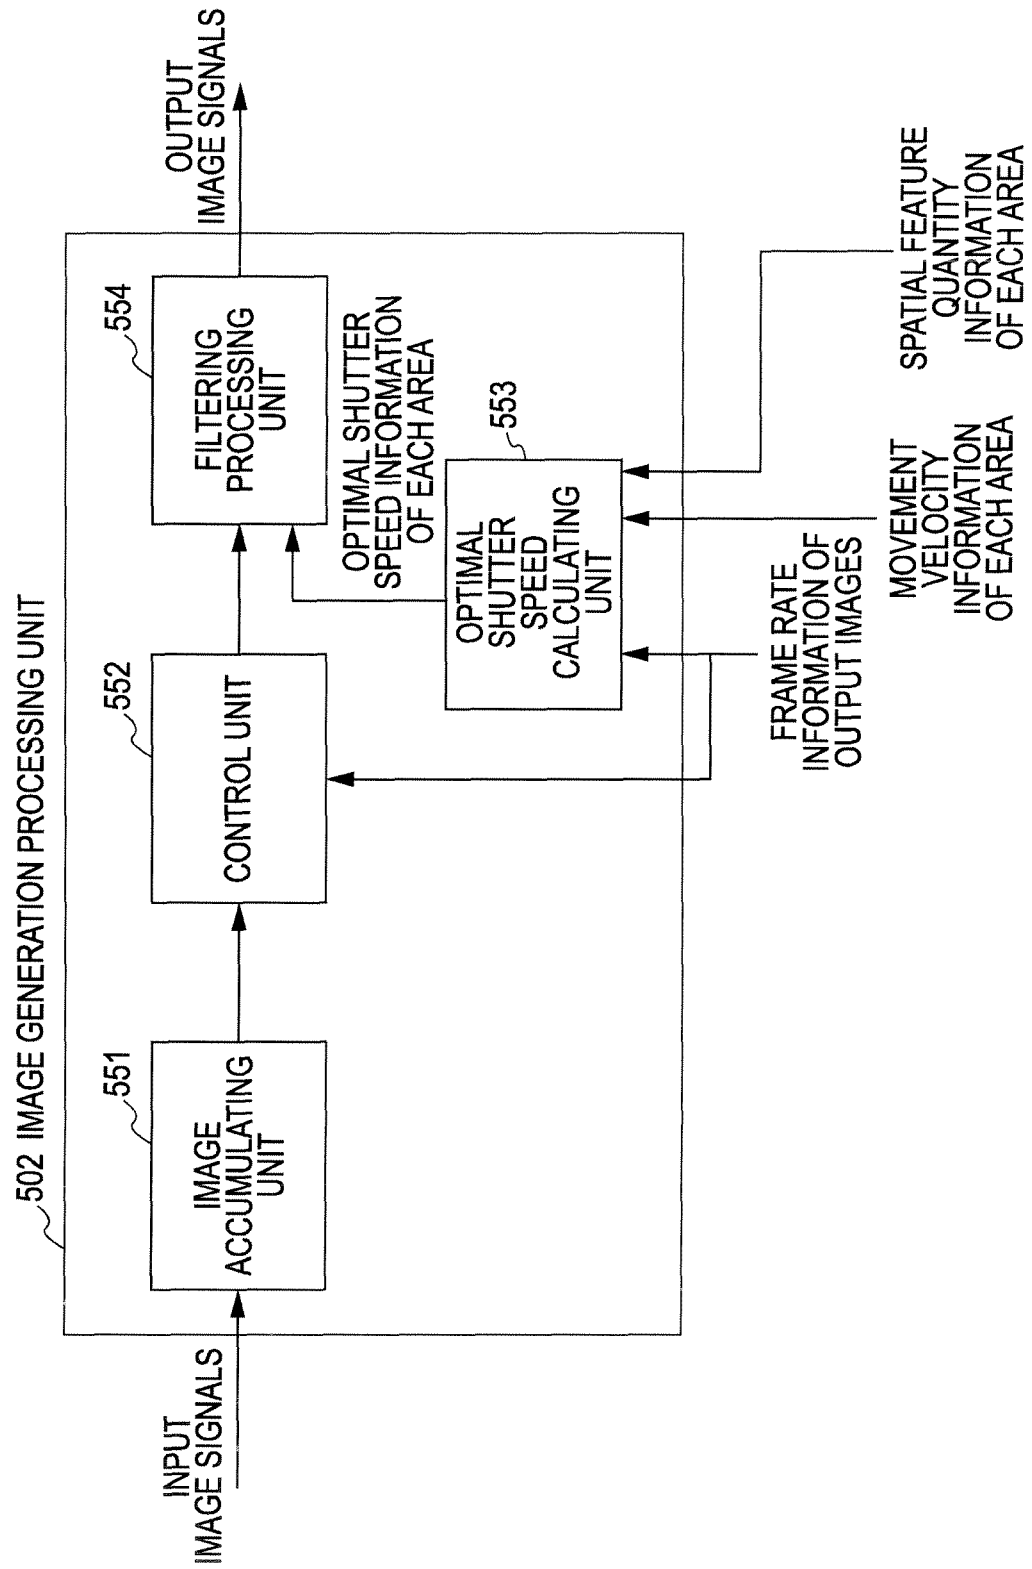 502 IMAGE GENERATION PROCESSING UNIT
INPUT
IMAGE SIGNALS
551
IMAGE
ACCUMULATING
UNIT
552
CONTROL UNIT
554
FILTERING
PROCESSING
UNIT
OUTPUT
IMAGE SIGNALS
OPTIMAL SHUTTER
SPEED INFORMATION
OF EACH AREA
553
OPTIMAL
SHUTTER
SPEED
CALCULATING
UNIT
FRAME RATE
INFORMATION OF
OUTPUT IMAGES
MOVEMENT
VELOCITY
INFORMATION
OF EACH AREA
SPATIAL FEATURE
QUANTITY
INFORMATION
OF EACH AREA